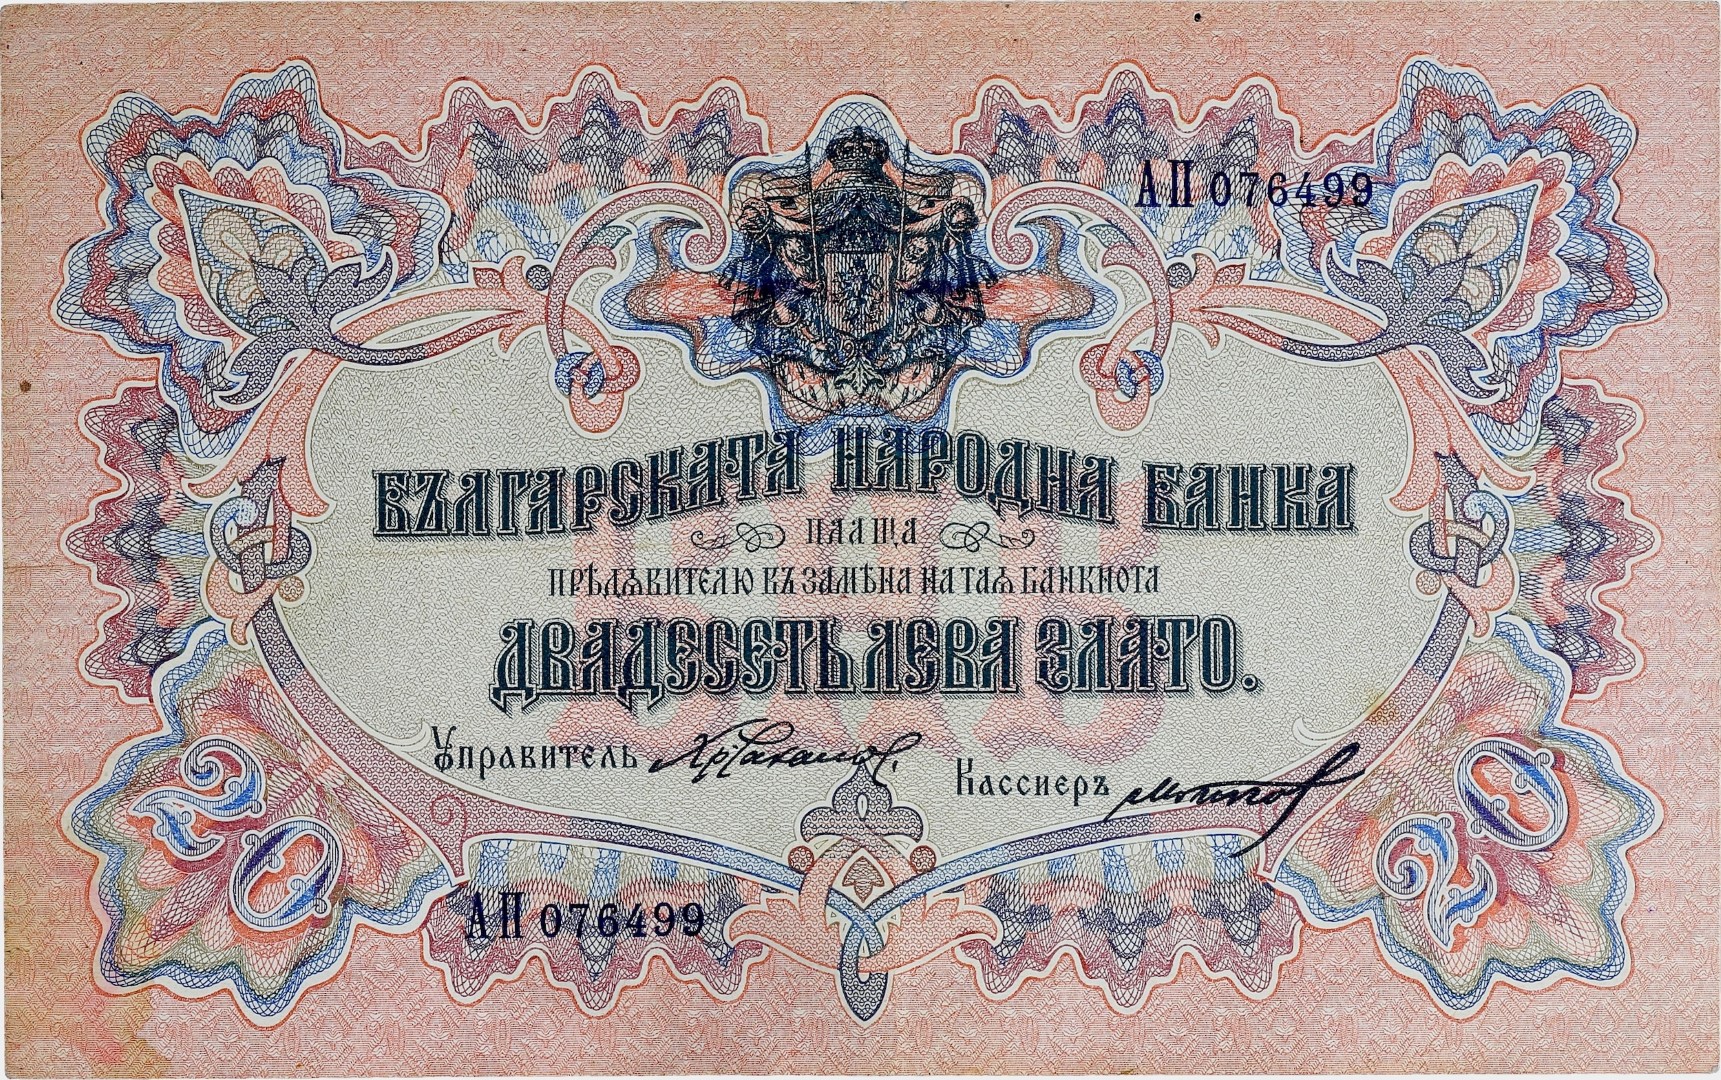 АП 076499
БЪЛГАРСКАТА НАРОДНА БАНКА
ПЛАЩА
ПРѢДѪВИТЕЛЮ ВЪ ЗАМѢНА НА ТАЯ БАНКНОТА
ДВАДЕСЕТЬ ЛЕВА ЗЛАТО.
Управитель
Кассиеръ
20
20
АП 076499